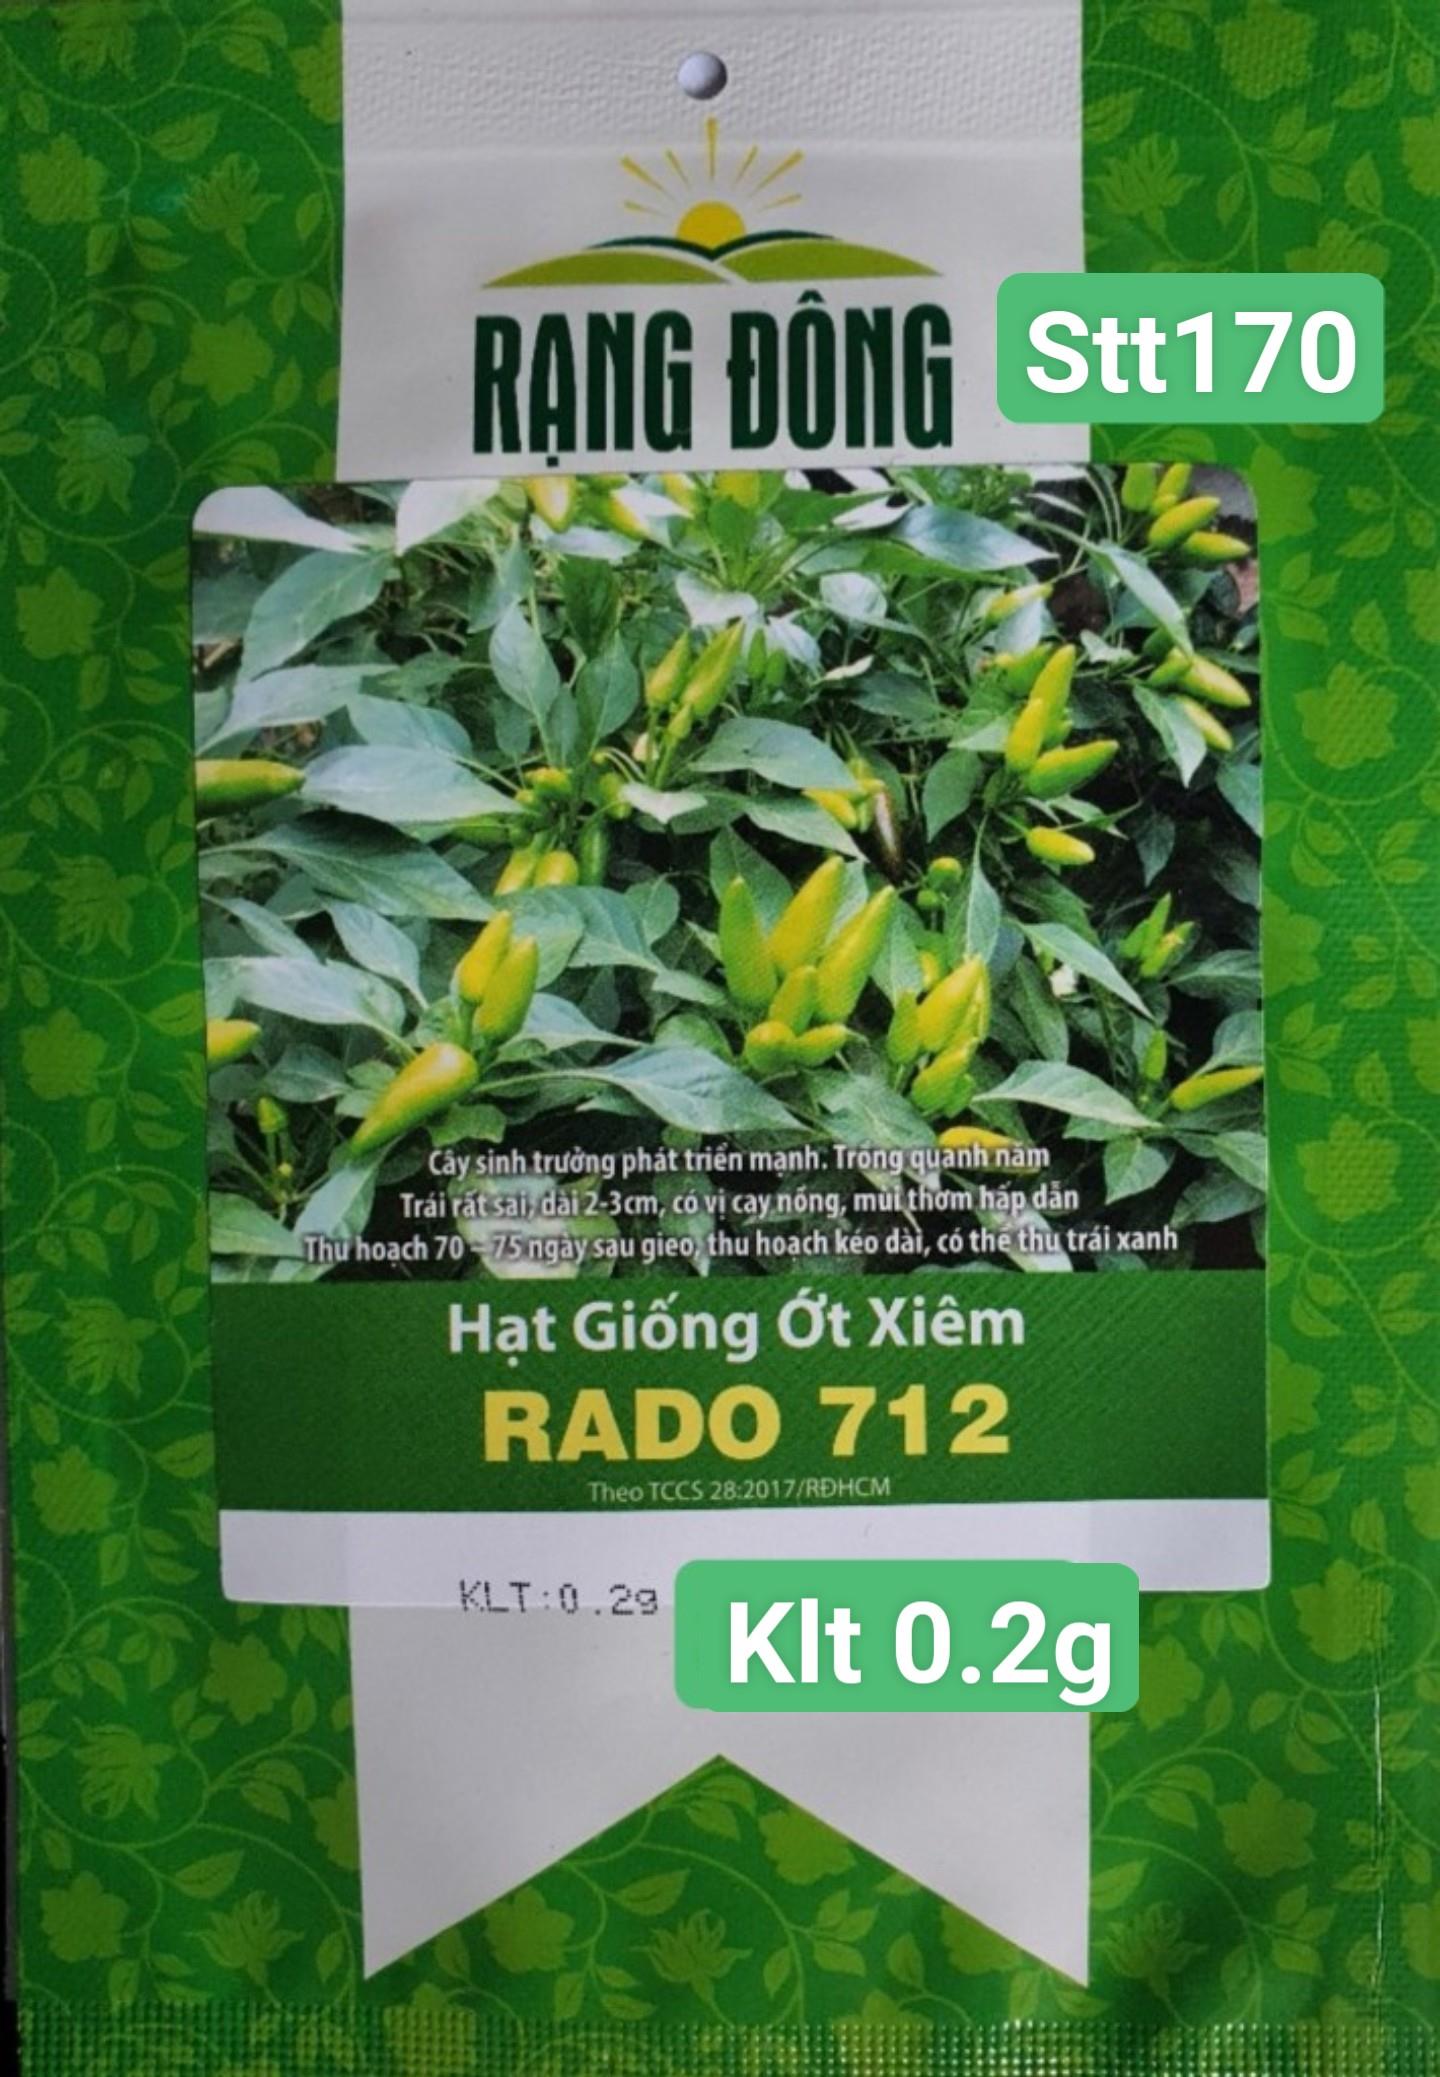 RẠNG ĐÔNG
Stt170
Cây sinh trưởng phát triển mạnh. Trồng quanh năm
Trái rất sai, dài 2-3cm, có vị cay nồng, mùi thơm hấp dẫn
Thu hoạch 70 - 75 ngày sau gieo, thu hoạch kéo dài, có thể thu trái xanh
Hạt Giống Ớt Xiêm
RADO 712
Theo TCCS 28:2017/RĐHCM
KLT:0.2g
Klt 0.2g